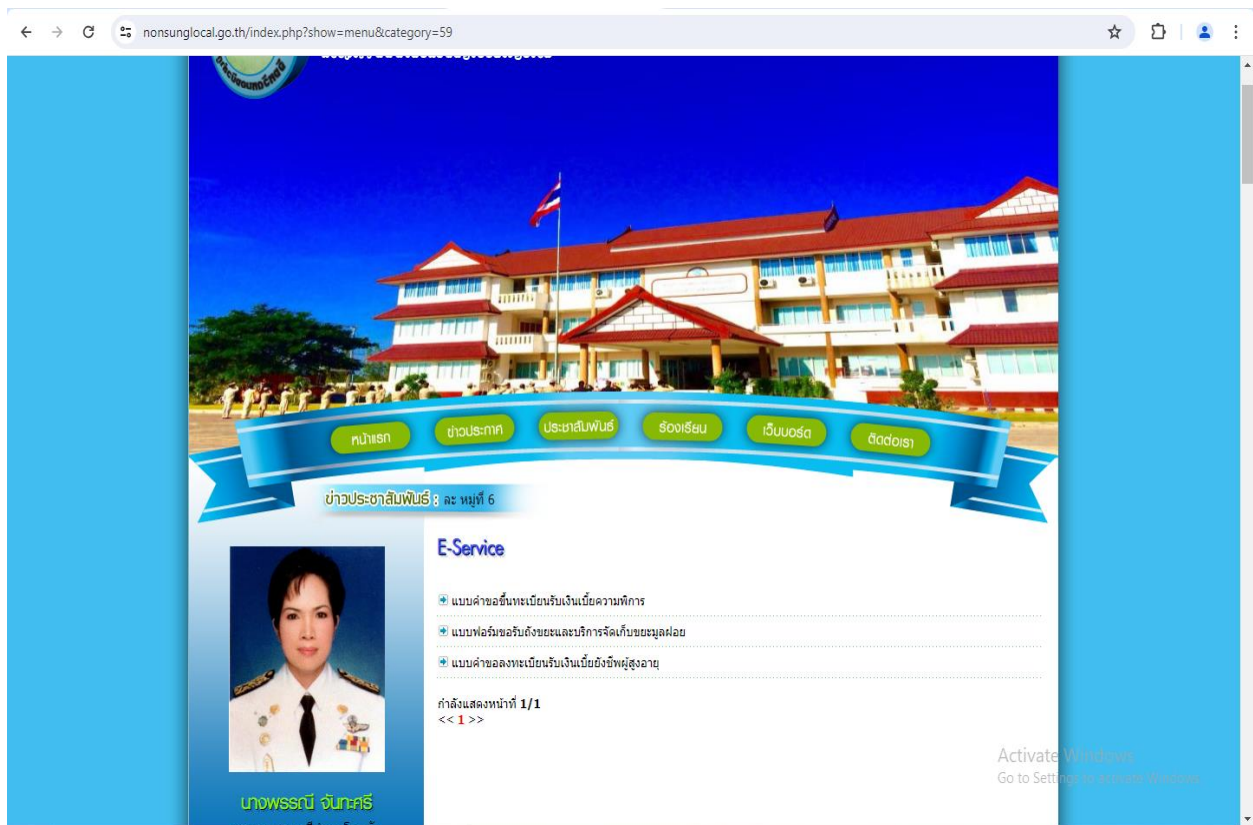 nonsunglocal.go.th/index.php?show=menu&category=59
หน้าแรก
ข่าวประกาศ
ประชาสัมพันธ์
ร้องเรียน
เว็บบอร์ด
ติดต่อเรา
ข่าวประชาสัมพันธ์ : ละ หมู่ที่ 6
E-Service
แบบคำขอขึ้นทะเบียนรับเงินเบี้ยความพิการ
แบบฟอร์มขอรับถังขยะและบริการจัดเก็บขยะมูลฝอย
แบบคำขอลงทะเบียนรับเงินเบี้ยยังชีพผู้สูงอายุ
กำลังแสดงหน้าที่ 1/1
<< 1 >>
Activate Windows
Go to Settings to activate Windows.
นางพรรณี จันทะศรี